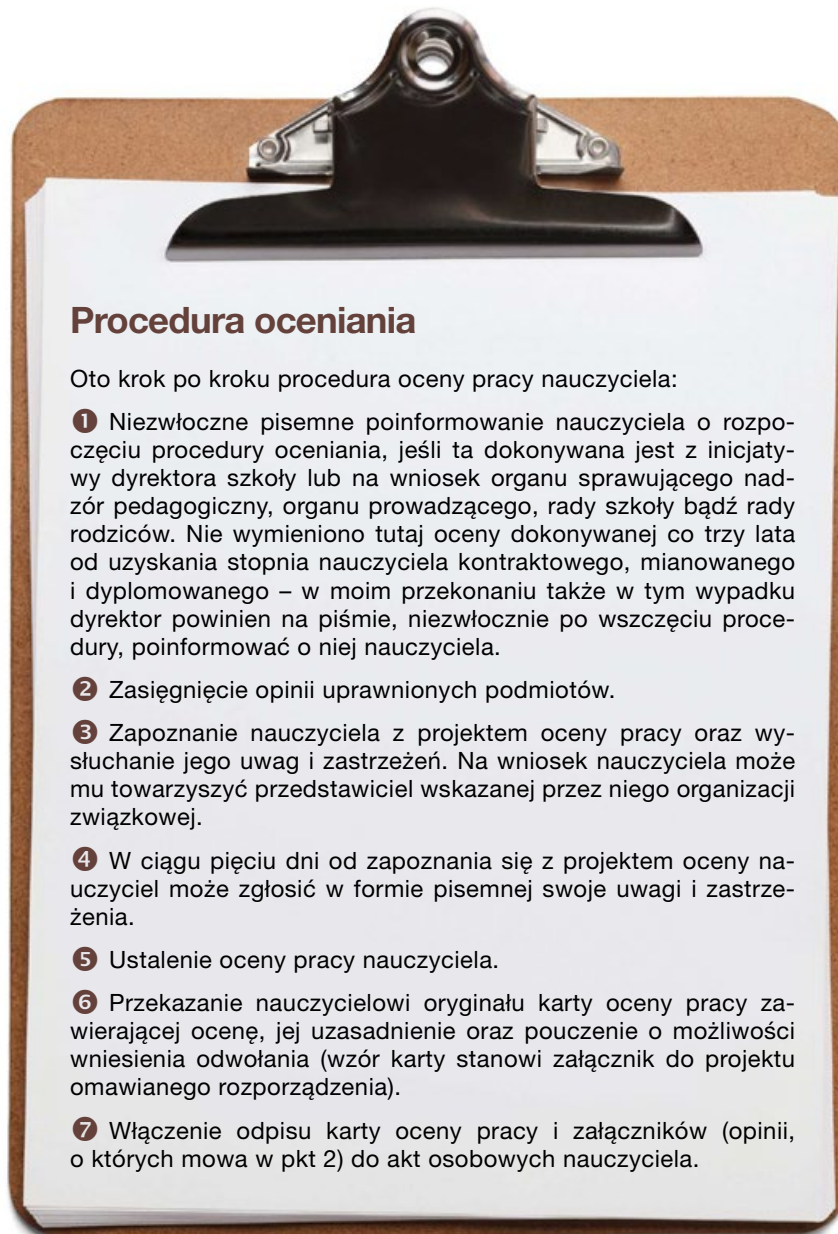 Procedura oceniania
Oto krok po kroku procedura oceny pracy nauczyciela:
❶ Niezwłoczne pisemne poinformowanie nauczyciela o rozpo-
częciu procedury oceniania, jeśli ta dokonywana jest z inicjaty-
wy dyrektora szkoły lub na wniosek organu sprawującego nad-
zór pedagogiczny, organu prowadzącego, rady szkoły bądź rady
rodziców. Nie wymieniono tutaj oceny dokonywanej co trzy lata
od uzyskania stopnia nauczyciela kontraktowego, mianowanego
i dyplomowanego – w moim przekonaniu także w tym wypadku
dyrektor powinien na piśmie, niezwłocznie po wszczęciu proce-
dury, poinformować o niej nauczyciela.
❷ Zasięgnięcie opinii uprawnionych podmiotów.
❸ Zapoznanie nauczyciela z projektem oceny pracy oraz wy-
słuchanie jego uwag i zastrzeżeń. Na wniosek nauczyciela może
mu towarzyszyć przedstawiciel wskazanej przez niego organizacji
związkowej.
❹ W ciągu pięciu dni od zapoznania się z projektem oceny na-
uczyciel może zgłosić w formie pisemnej swoje uwagi i zastrze-
żenia.
❺ Ustalenie oceny pracy nauczyciela.
❻ Przekazanie nauczycielowi oryginału karty oceny pracy za-
wierającej ocenę, jej uzasadnienie oraz pouczenie o możliwości
wniesienia odwołania (wzór karty stanowi załącznik do projektu
omawianego rozporządzenia).
❼ Włączenie odpisu karty oceny pracy i załączników (opinii,
o których mowa w pkt 2) do akt osobowych nauczyciela.